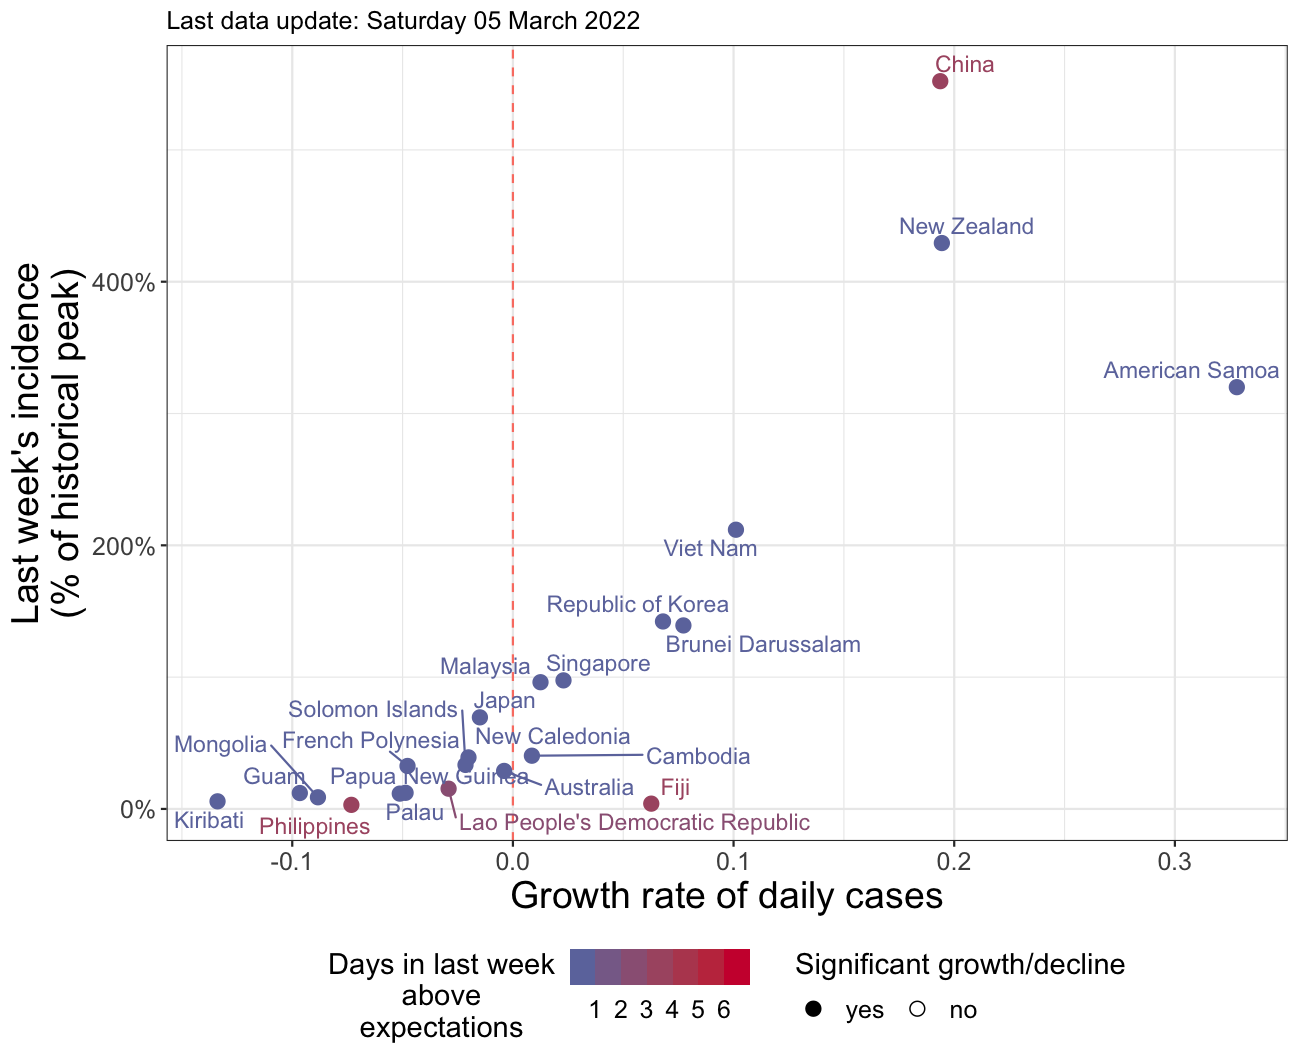 Last data update: Saturday 05 March 2022
Last week's incidence
(% of historical peak)
400%
200%
0%
China
New Zealand
American Samoa
Viet Nam
Republic of Korea
Brunei Darussalam
Malaysia
Singapore
Japan
Solomon Islands
New Caledonia
French Polynesia
Mongolia
Cambodia
Guam
Papua New Guinea
Australia
Fiji
Kiribati
Palau
Philippines
Lao People's Democratic Republic
-0.1
0.0
0.1
0.2
0.3
Growth rate of daily cases
Days in last week
above
expectations
1 2 3 4 5 6
Significant growth/decline
yes
no